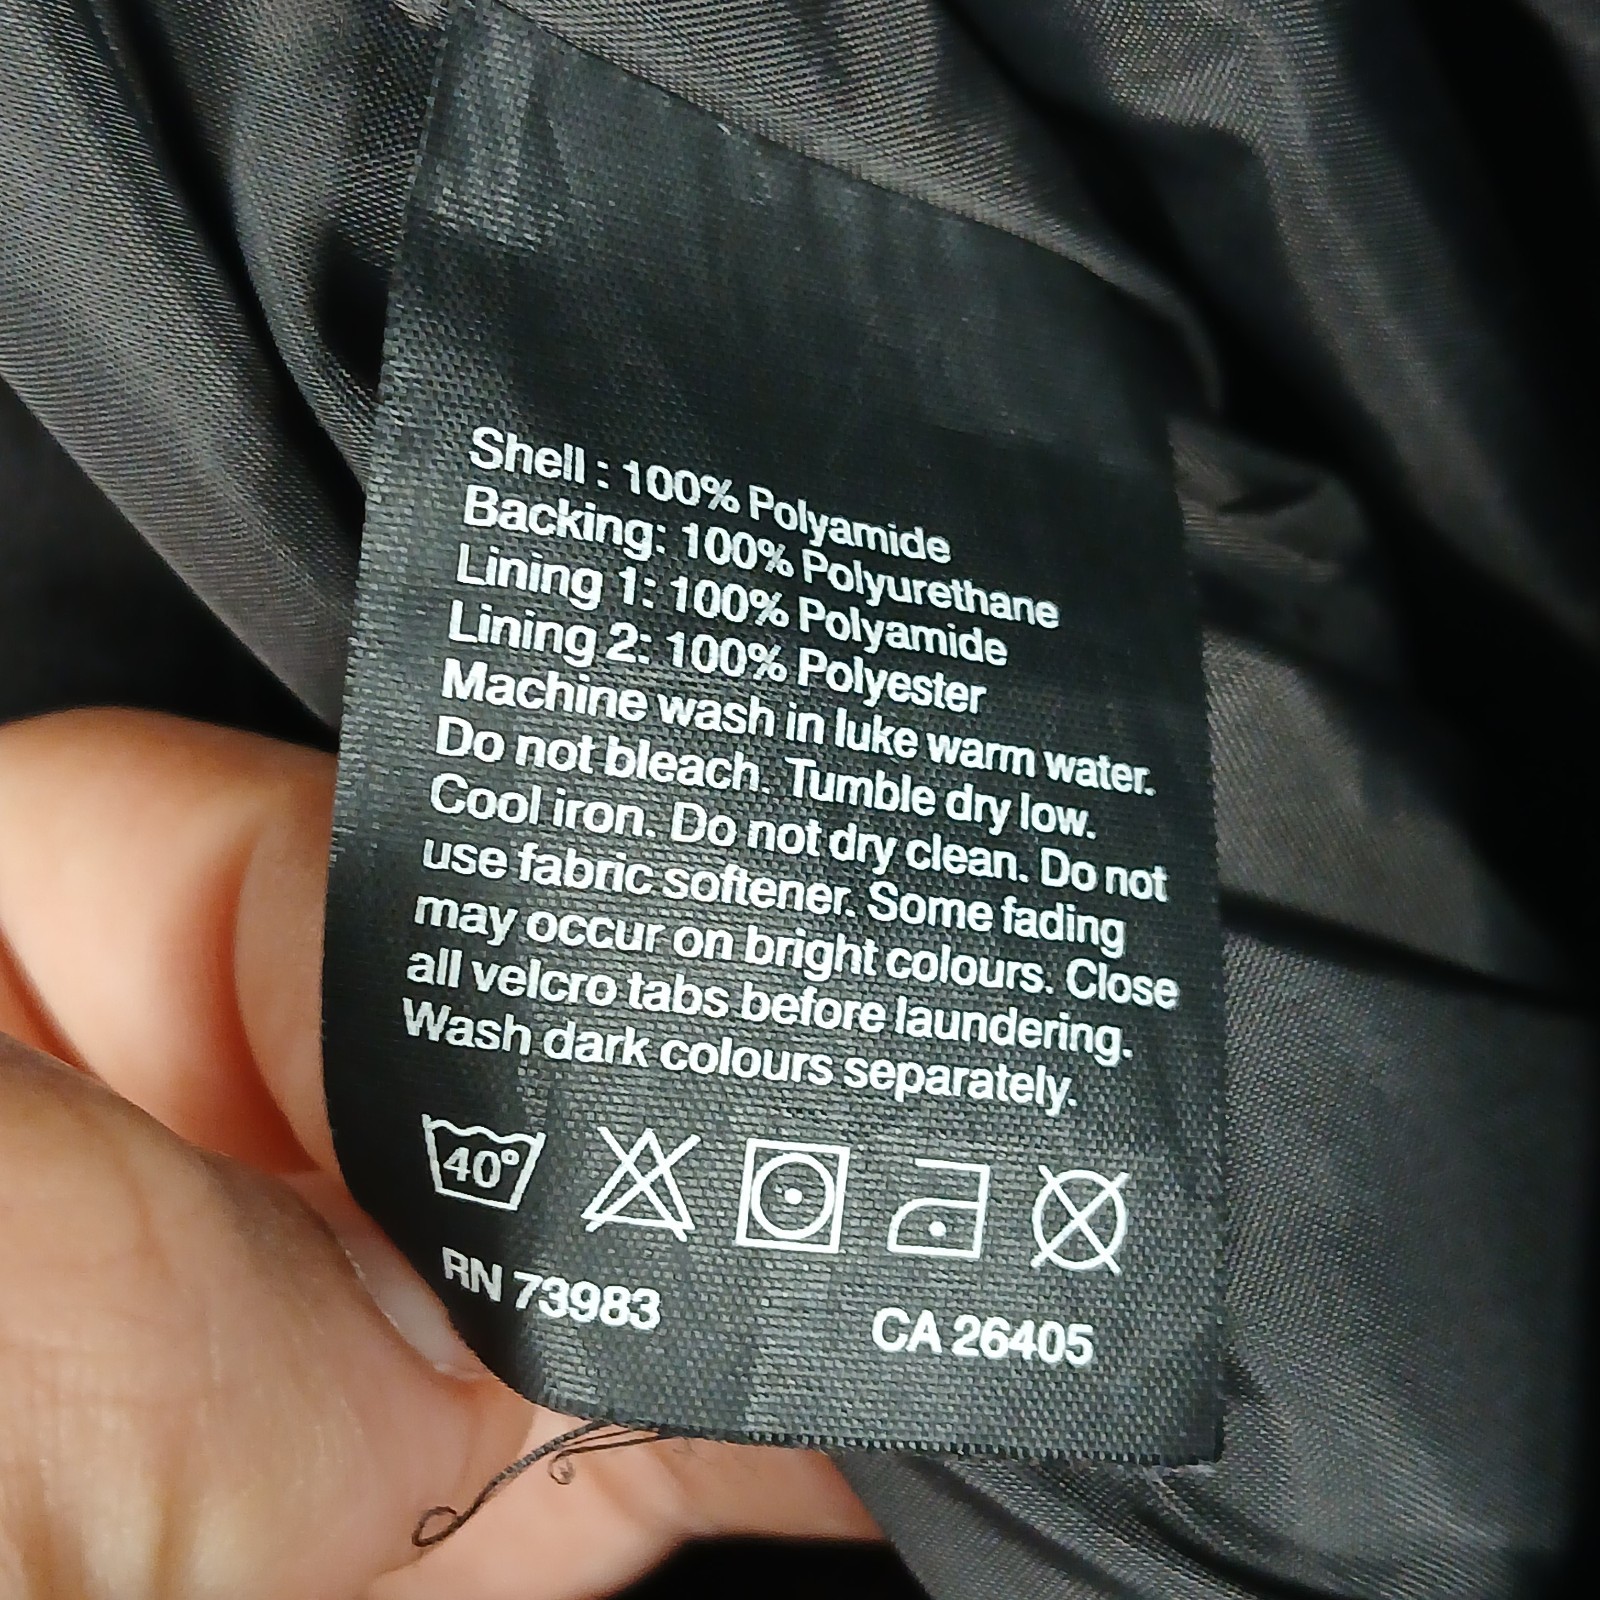 Shell : 100% Polyamide
Backing: 100% Polyurethane
Lining 1: 100% Polyamide
Lining 2: 100% Polyester
Machine wash in luke warm water.
Do not bleach. Tumble dry low.
Cool iron. Do not dry clean. Do not
use fabric softener. Some fading
may occur on bright colours. Close
all velcro tabs before laundering.
Wash dark colours separately.
40°
RN 73983 CA 26405